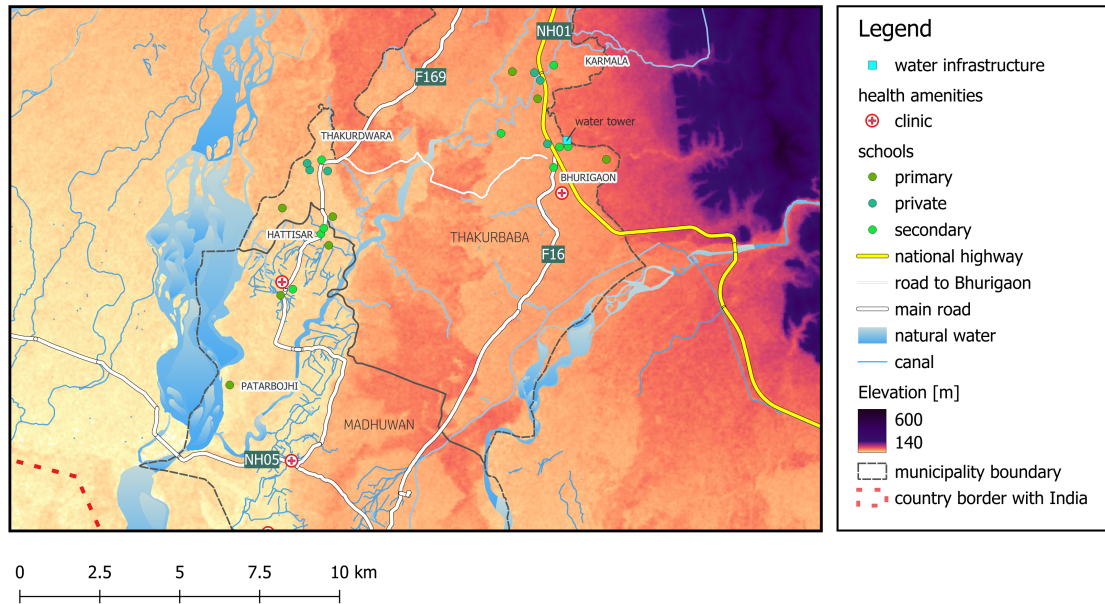 NH01
KARMALA
F169
water tower
THAKURDWARA
BHURIGAON
HATTISAR
THAKURBABA
F16
PATARBOJHI
MADHUWAN
NH05
0 2.5 5 7.5 10 km
Legend
water infrastructure
health amenities
clinic
schools
primary
private
secondary
national highway
road to Bhurigaon
main road
natural water
canal
Elevation [m]
600
140
municipality boundary
country border with India